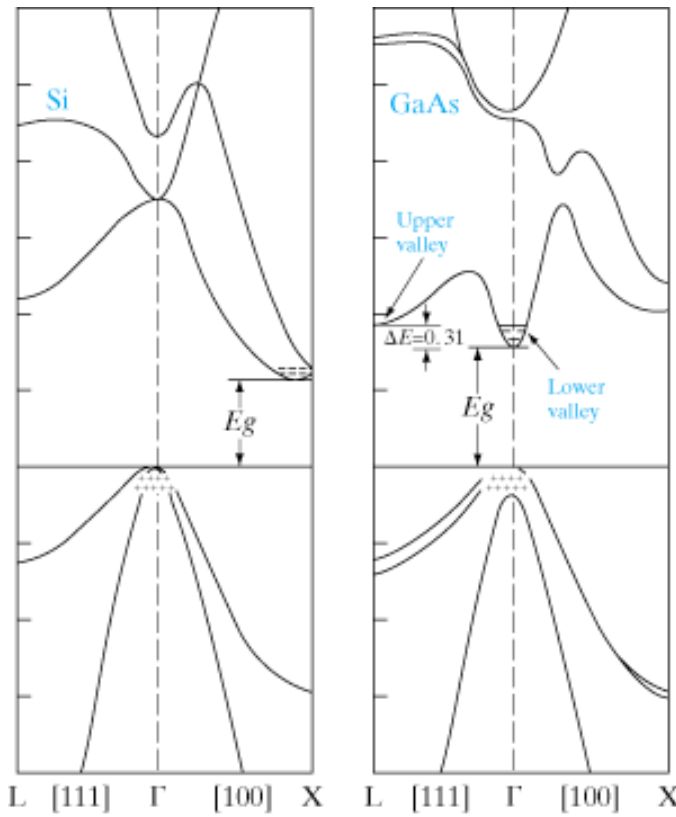 Si
GaAs
Upper
valley
ΔE=0.31
Lower
valley
Eg
Eg
L [111] Γ [100] X
L [111] Γ [100] X